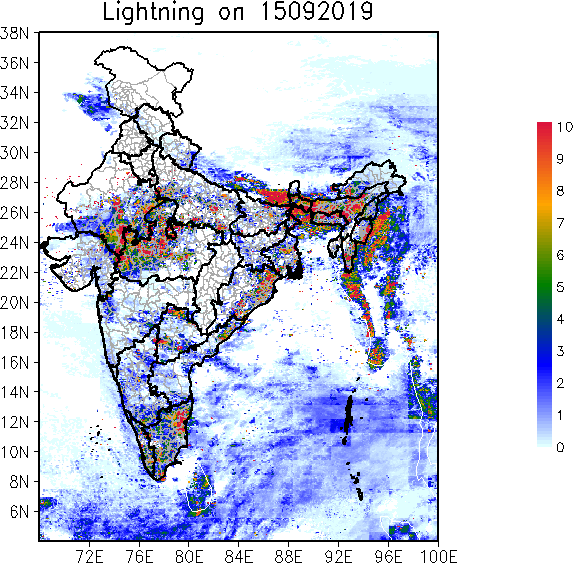 Lightning on 15092019
38N
36N
34N
32N
30N
28N
26N
24N
22N
20N
18N
16N
14N
12N
10N
8N
6N
72E 76E 80E 84E 88E 92E 96E 100E
10
9
8
7
6
5
4
3
2
1
0